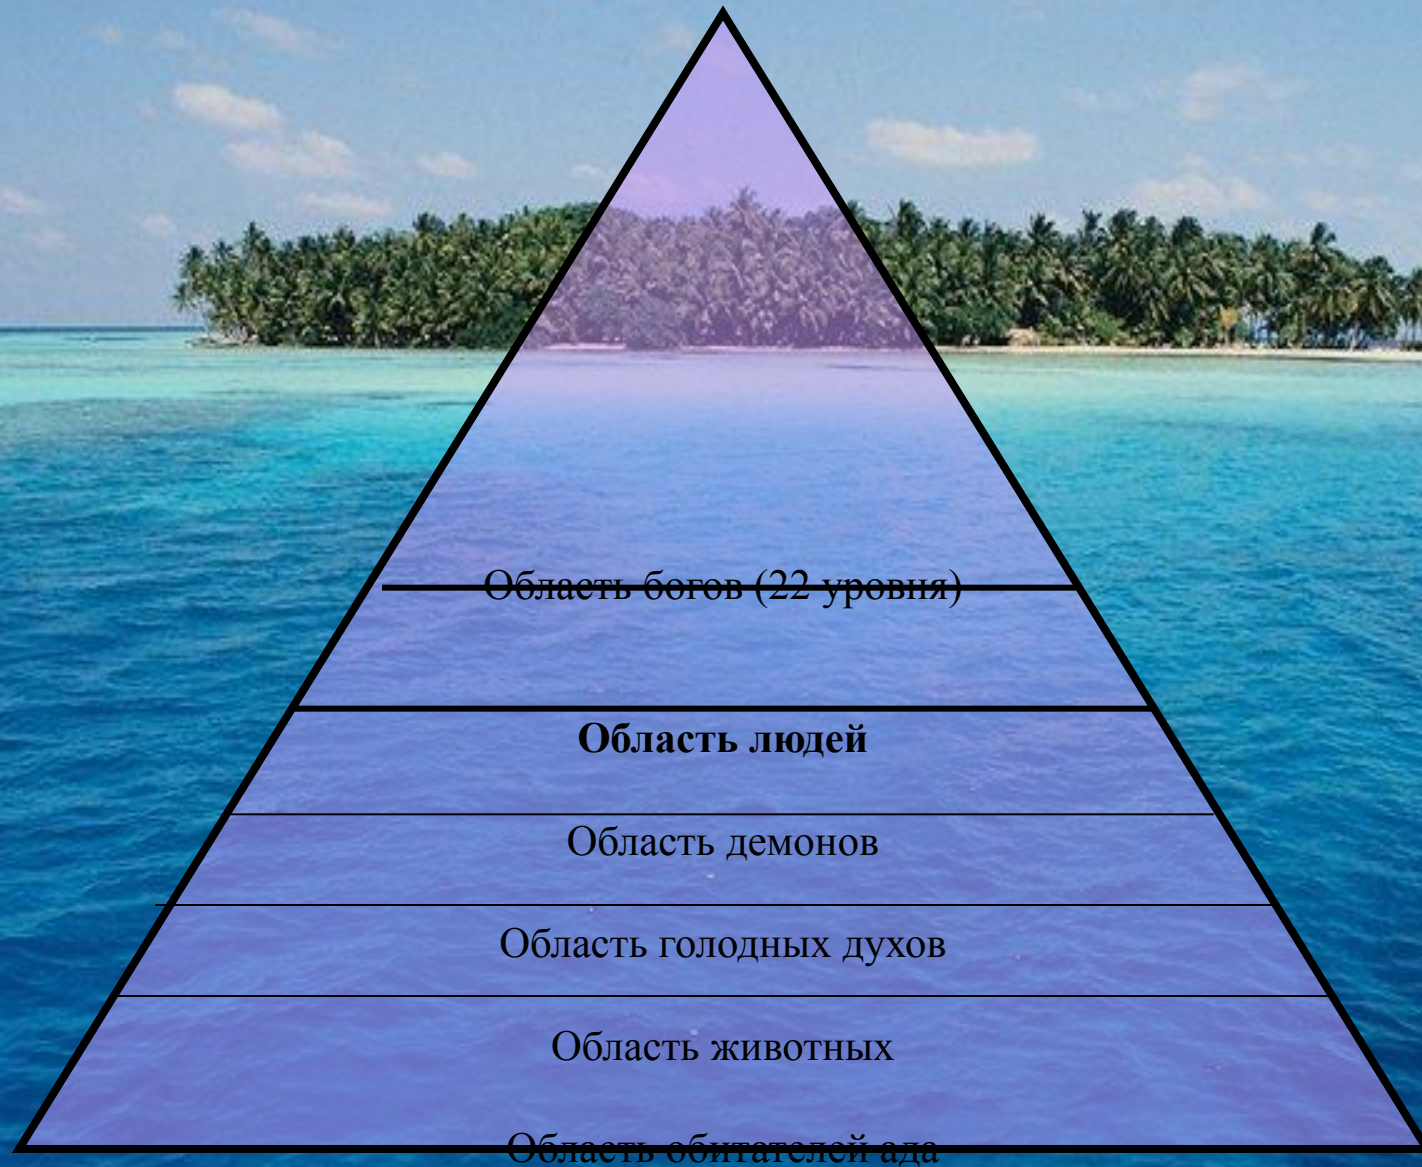 Область богов (22 уровня)
Область людей
Область демонов
Область голодных духов
Область животных
Область обитателей ада